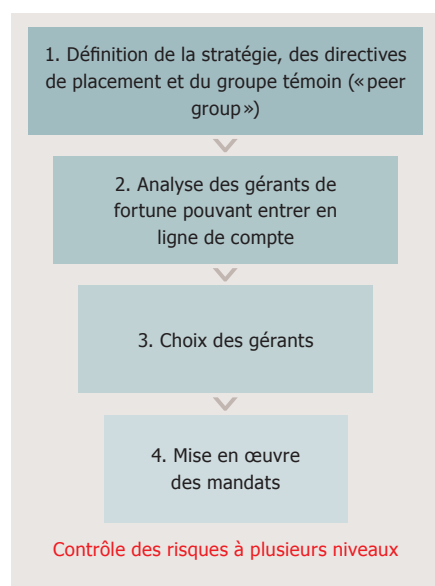 1. Définition de la stratégie, des directives
de placement et du groupe témoin («peer
group»)
2. Analyse des gérants de
fortune pouvant entrer en
ligne de compte
3. Choix des gérants
4. Mise en œuvre
des mandats
Contrôle des risques à plusieurs niveaux